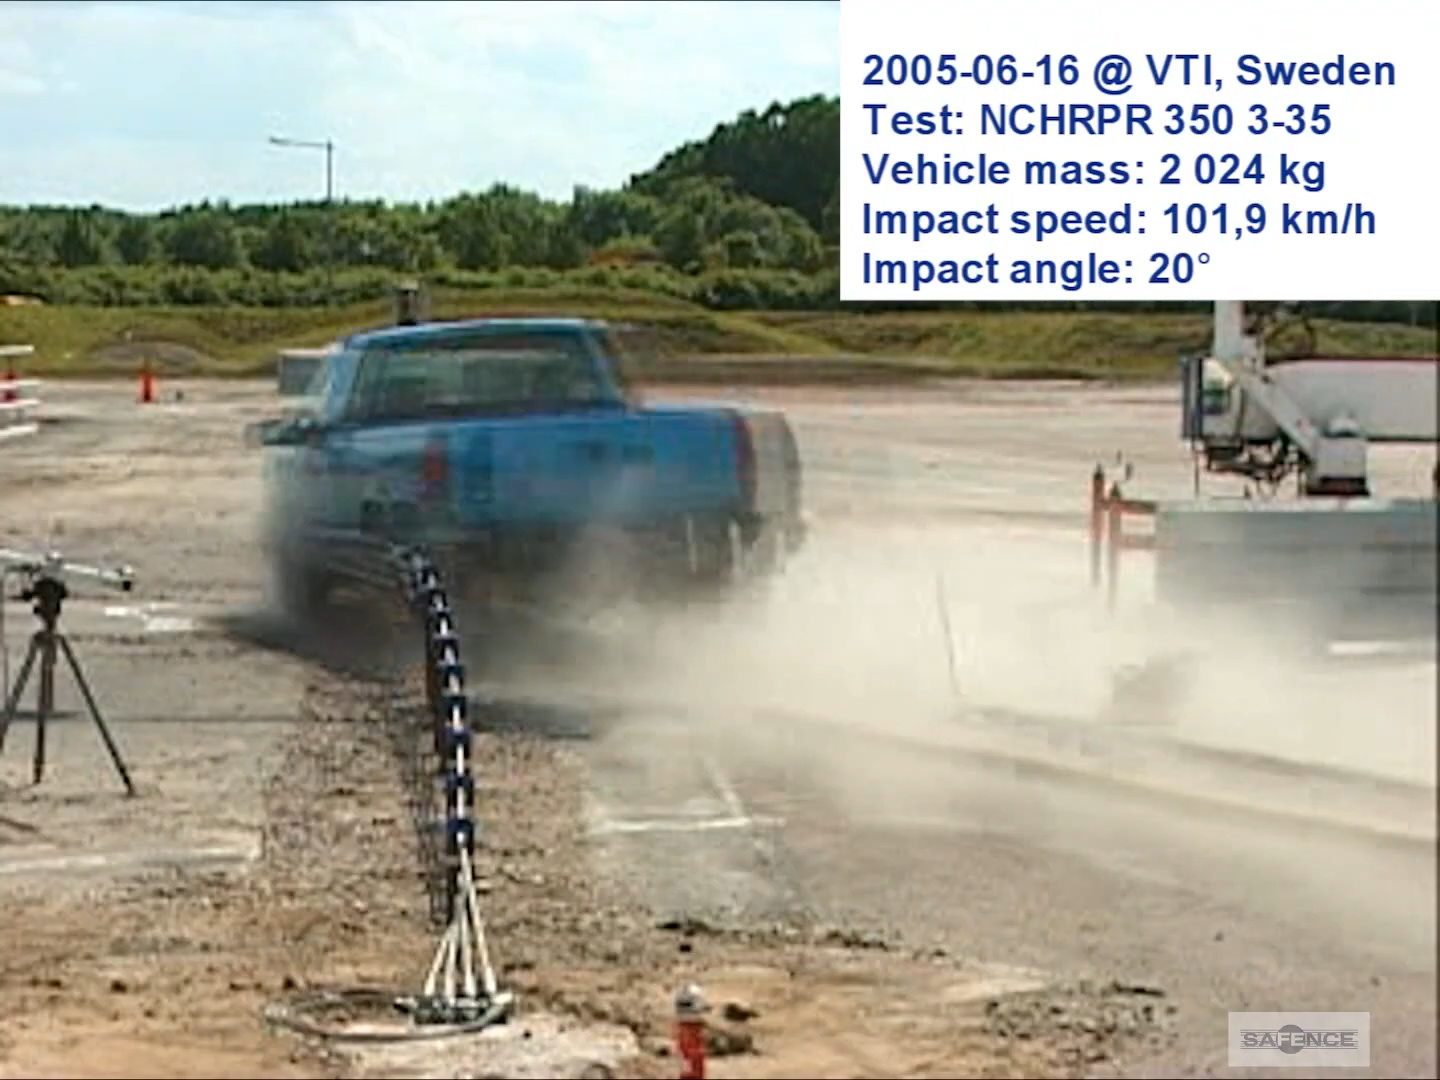 2005-06-16 @ VTI, Sweden
Test: NCHRPR 350 3-35
Vehicle mass: 2 024 kg
Impact speed: 101,9 km/h
Impact angle: 20°
SAFENCE